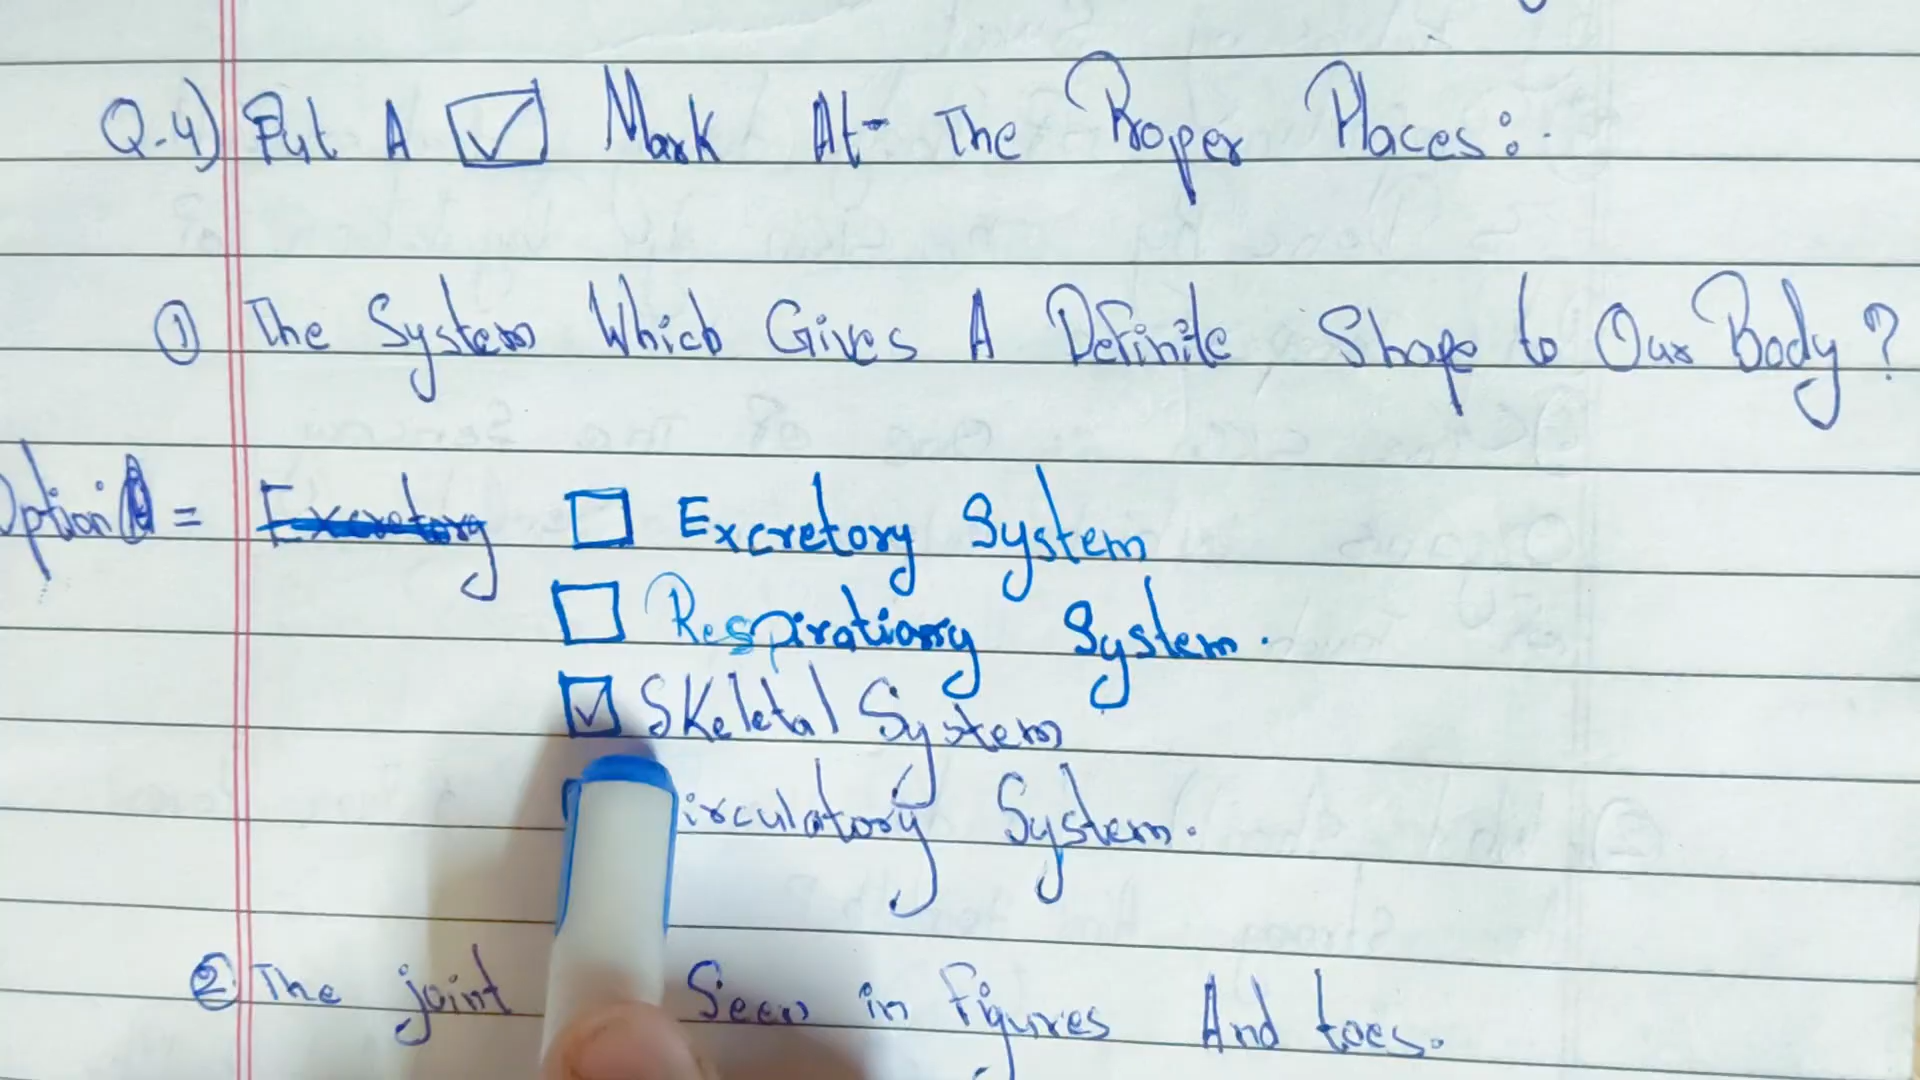 Q.4) Put A ☑ Mark At The Proper Places:-
① The System Which Gives A Definite Shape to Our Body?
Option = Excretory ☐ Excretory System
☐ Respirationry System.
☑ Skeletal System
irculatory System.
② The joint Seen in Figures And toes.